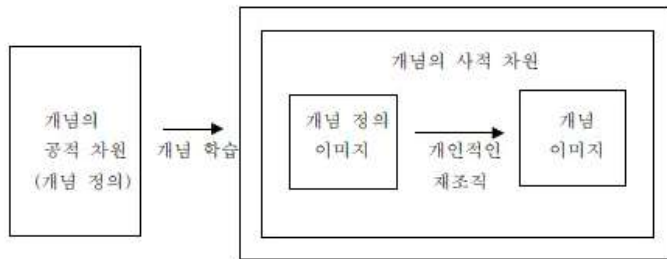 개념의 사적 차원
개념의
공적 차원
(개념 정의)
개념 학습
개념 정의
이미지
개인적인
재조직
개념
이미지